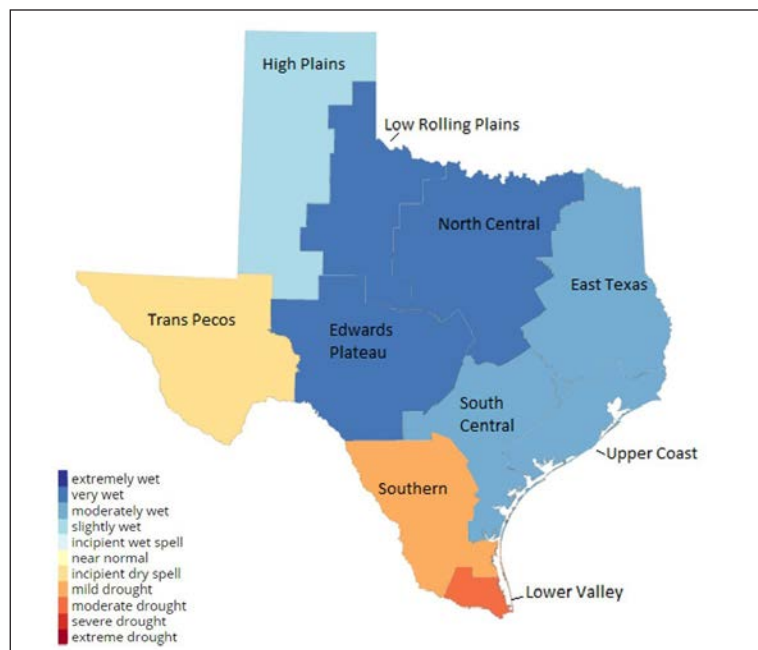 High Plains
Low Rolling Plains
North Central
East Texas
Trans Pecos
Edwards
Plateau
South
Central
Upper Coast
Southern
Lower Valley
extremely wet
very wet
moderately wet
slightly wet
incipient wet spell
near normal
incipient dry spell
mild drought
moderate drought
severe drought
extreme drought